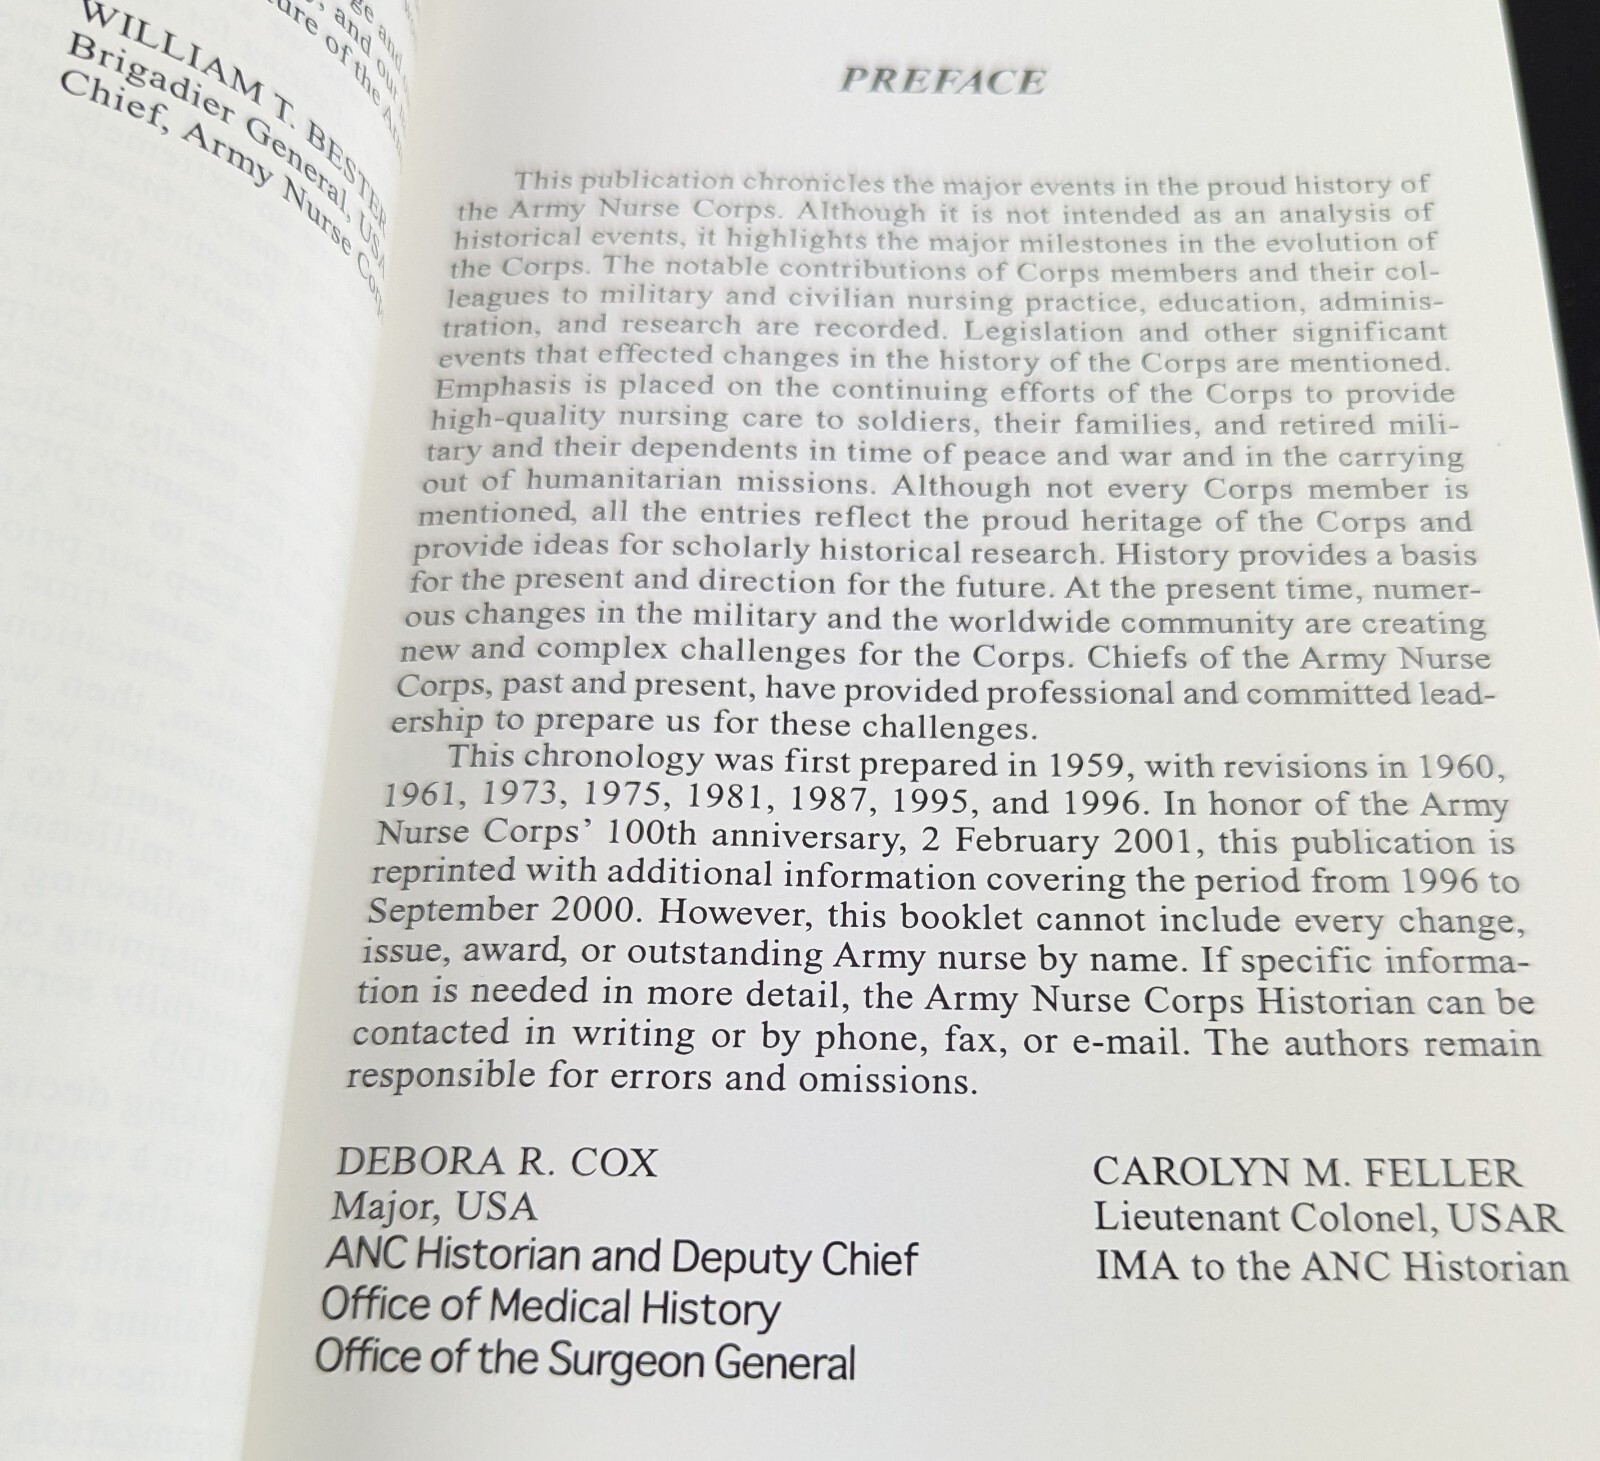 ge and
, and our
ure of the Arm
WILLIAM T. BESTER
Brigadier General, USA
Chief, Army Nurse Corps
PREFACE
This publication chronicles the major events in the proud history of
the Army Nurse Corps. Although it is not intended as an analysis of
historical events, it highlights the major milestones in the evolution of
the Corps. The notable contributions of Corps members and their col-
leagues to military and civilian nursing practice, education, adminis-
tration, and research are recorded. Legislation and other significant
events that effected changes in the history of the Corps are mentioned.
Emphasis is placed on the continuing efforts of the Corps to provide
high-quality nursing care to soldiers, their families, and retired mili-
tary and their dependents in time of peace and war and in the carrying
out of humanitarian missions. Although not every Corps member is
mentioned, all the entries reflect the proud heritage of the Corps and
provide ideas for scholarly historical research. History provides a basis
for the present and direction for the future. At the present time, numer-
ous changes in the military and the worldwide community are creating
new and complex challenges for the Corps. Chiefs of the Army Nurse
Corps, past and present, have provided professional and committed lead-
ership to prepare us for these challenges.
This chronology was first prepared in 1959, with revisions in 1960,
1961, 1973, 1975, 1981, 1987, 1995, and 1996. In honor of the Army
Nurse Corps' 100th anniversary, 2 February 2001, this publication is
reprinted with additional information covering the period from 1996 to
September 2000. However, this booklet cannot include every change,
issue, award, or outstanding Army nurse by name. If specific informa-
tion is needed in more detail, the Army Nurse Corps Historian can be
contacted in writing or by phone, fax, or e-mail. The authors remain
responsible for errors and omissions.
DEBORA R. COX
Major, USA
ANC Historian and Deputy Chief
Office of Medical History
Office of the Surgeon General
CAROLYN M. FELLER
Lieutenant Colonel, USAR
IMA to the ANC Historian